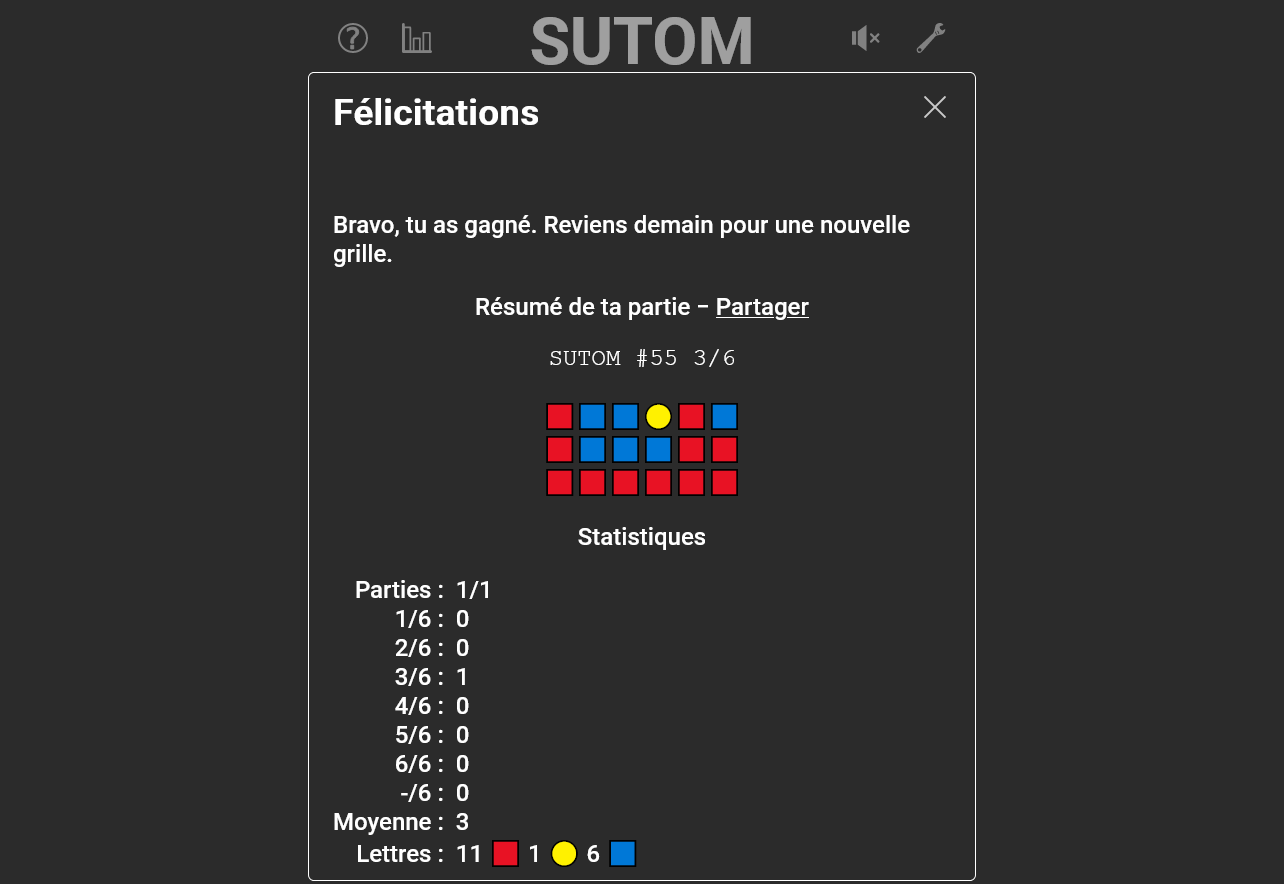 SUTOM
Félicitations
Bravo, tu as gagné. Reviens demain pour une nouvelle
grille.
Résumé de ta partie − Partager
SUTOM #55 3/6
Statistiques
Parties : 1/1
1/6 : 0
2/6 : 0
3/6 : 1
4/6 : 0
5/6 : 0
6/6 : 0
-/6 : 0
Moyenne : 3
Lettres : 11 1 6